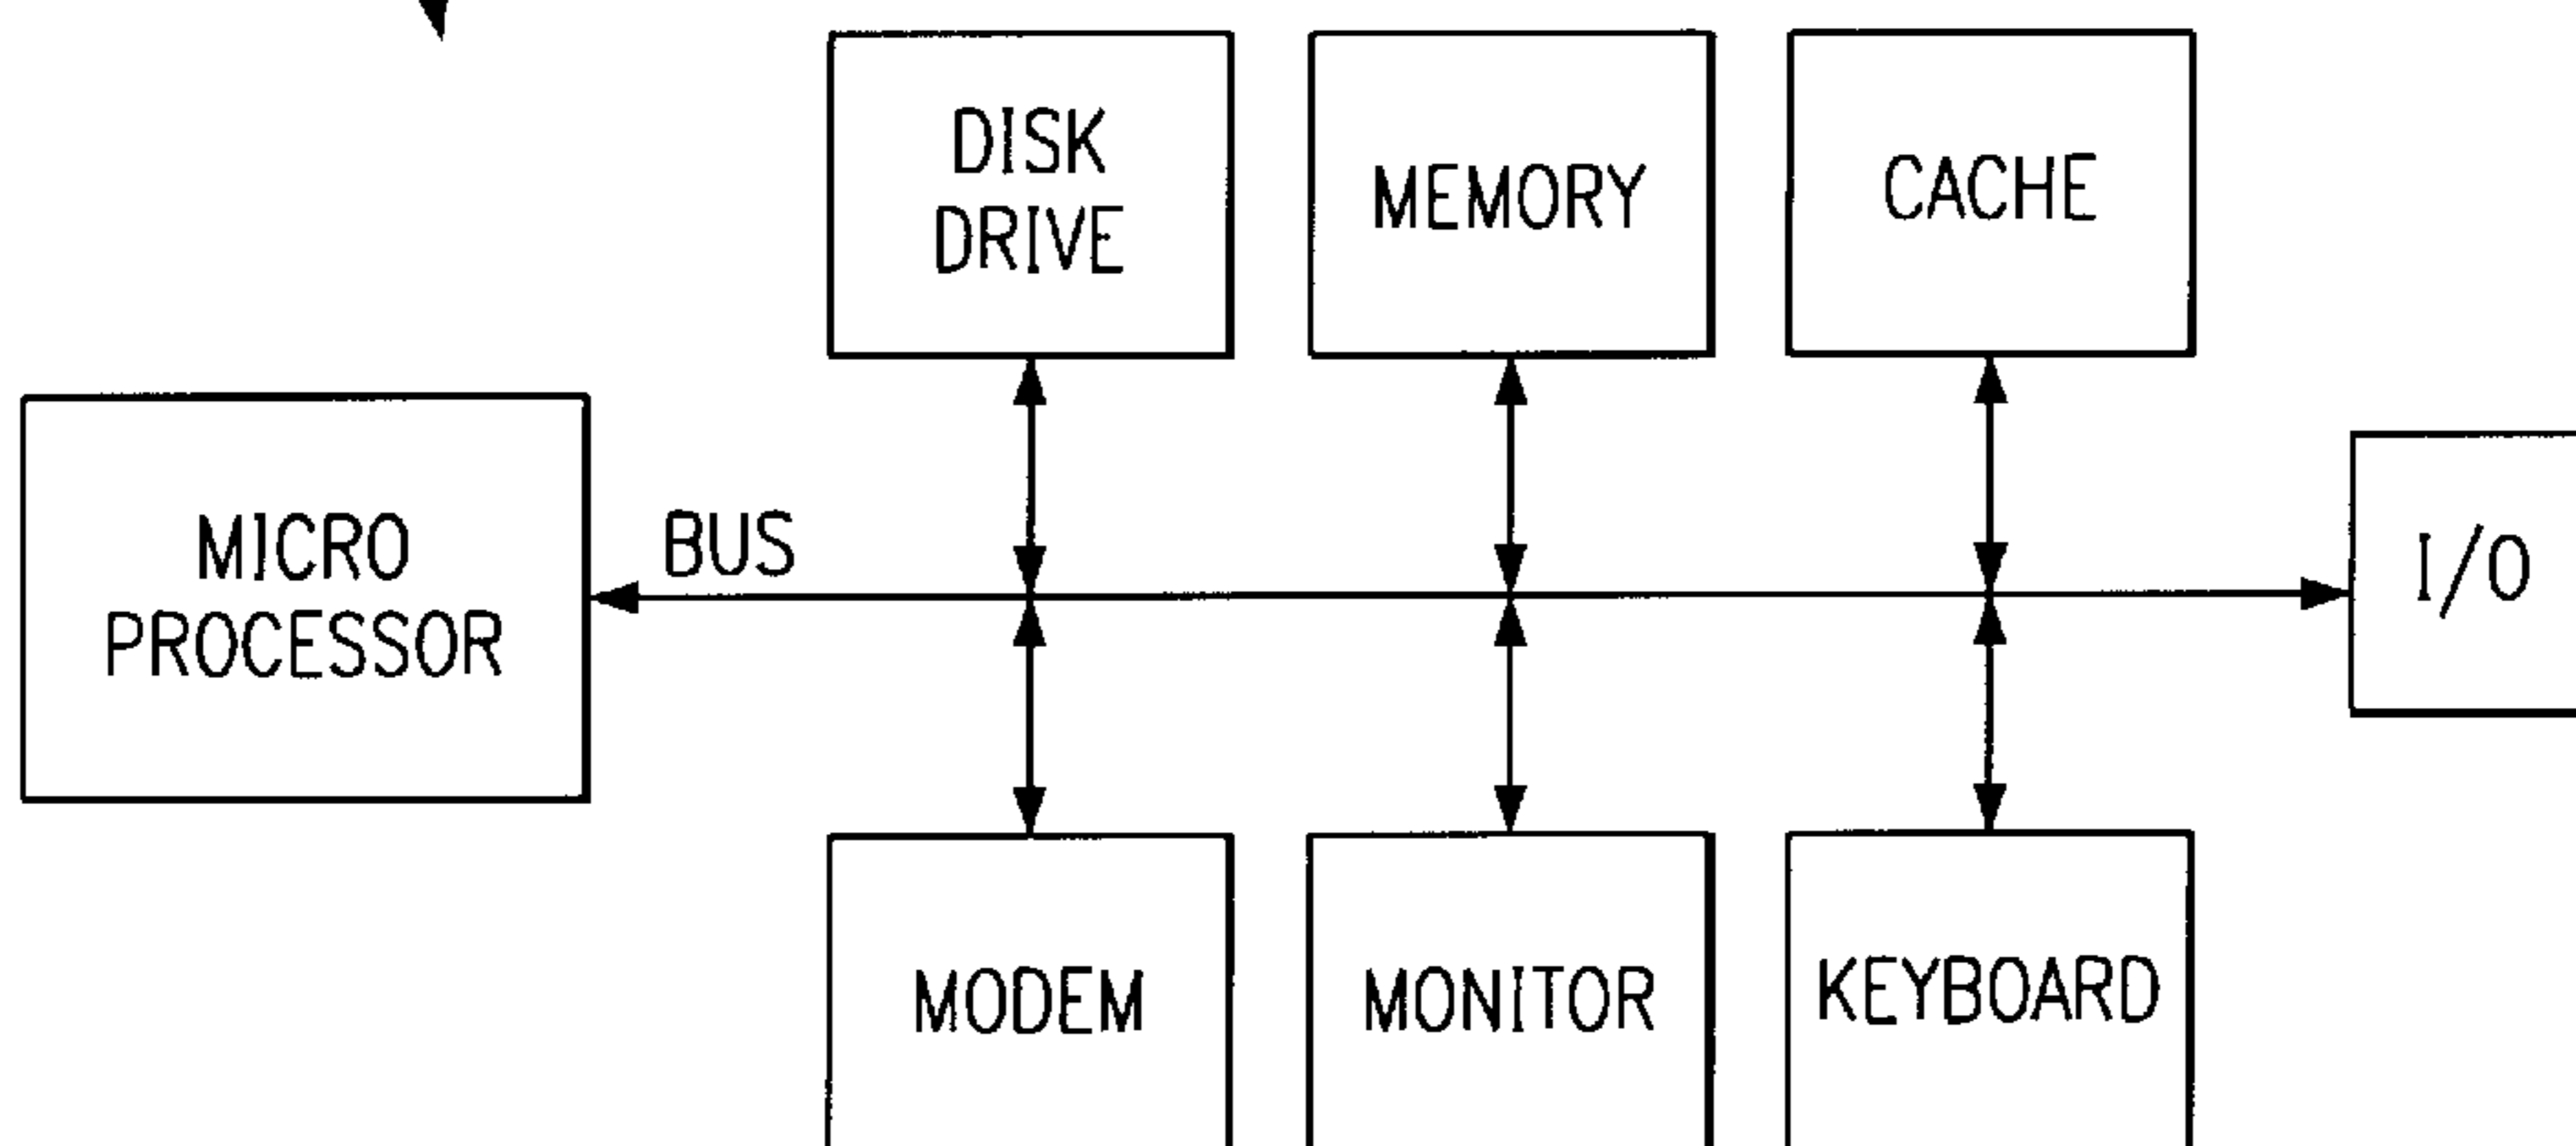 DISK
DRIVE
MEMORY
CACHE
MICRO
PROCESSOR
BUS
I/O
MODEM
MONITOR
KEYBOARD